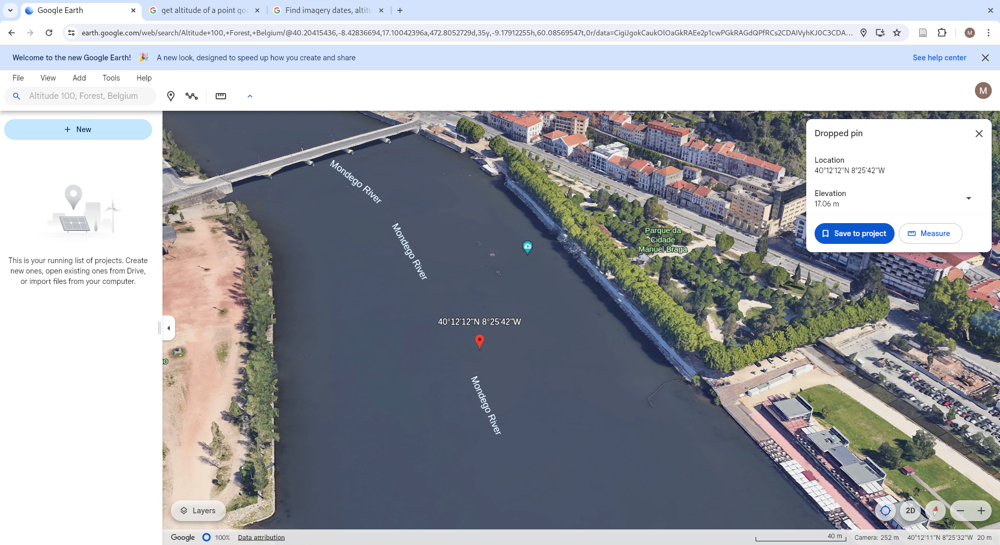 Google Earth
get altitude of a point goo
Find imagery dates, altitu
earth.google.com/web/search/Altitude+100,+Forest,+Belgium/@40.20415436,-8.42836694,17.10042396a,472.8052729d,35y,-9.17912255h,60.08569547t,0r/data=CigiJgokCaukOlOaGkRAEe2p1cwPGkRAGdQPfRCs2CDAIVyhKJ0C3CDA...
M
Welcome to the new Google Earth! 🎉 A new look, designed to speed up how you create and share
See help center
File View Add Tools Help
Altitude 100, Forest, Belgium
M
+ New
This is your running list of projects. Create
new ones, open existing ones from Drive,
or import files from your computer.
Mondego River
Mondego River
Parque da
Cidade
Manuel Braga
40°12'12"N 8°25'42"W
Mondego River
Dropped pin
Location
40°12'12"N 8°25'42"W
Elevation
17.06 m
Save to project
Measure
Layers
2D
Google 100% Data attribution
40 m
Camera: 252 m 40°12'11"N 8°25'32"W 20 m